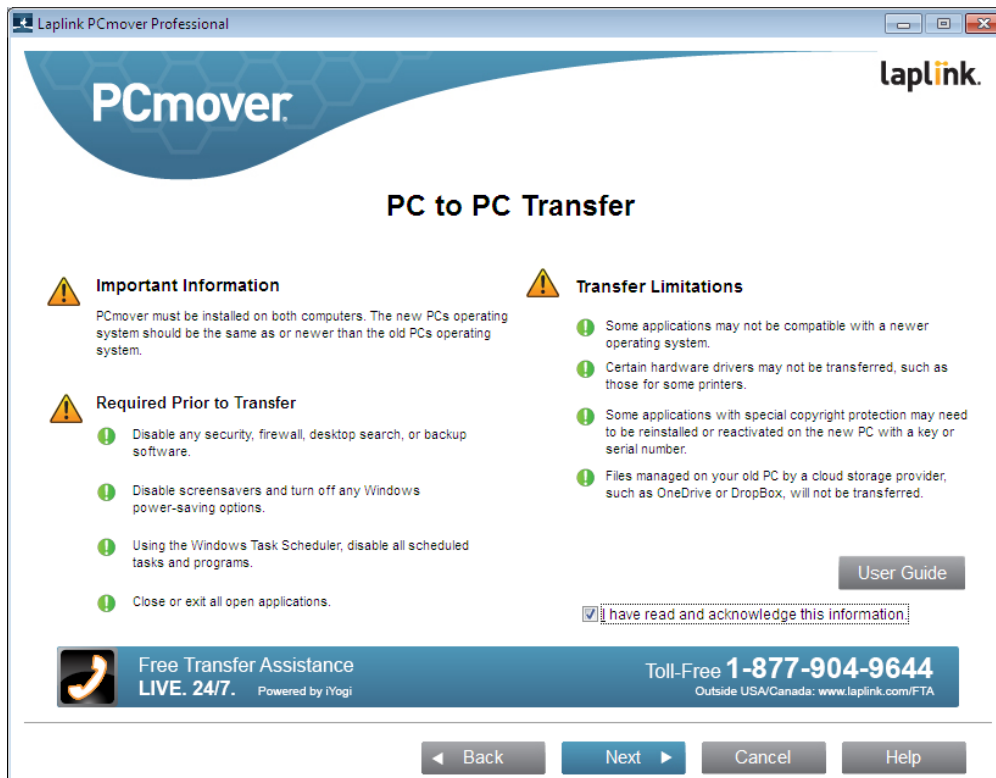 Laplink PCmover Professional
PCmover.
laplink.
PC to PC Transfer
Important Information
PCmover must be installed on both computers. The new PCs operating
system should be the same as or newer than the old PCs operating
system.
Required Prior to Transfer
Disable any security, firewall, desktop search, or backup
software.
Disable screensavers and turn off any Windows
power-saving options.
Using the Windows Task Scheduler, disable all scheduled
tasks and programs.
Close or exit all open applications.
Transfer Limitations
Some applications may not be compatible with a newer
operating system.
Certain hardware drivers may not be transferred, such as
those for some printers.
Some applications with special copyright protection may need
to be reinstalled or reactivated on the new PC with a key or
serial number.
Files managed on your old PC by a cloud storage provider,
such as OneDrive or DropBox, will not be transferred.
User Guide
I have read and acknowledge this information.
Free Transfer Assistance
LIVE. 24/7. Powered by iYogi
Toll-Free 1-877-904-9644
Outside USA/Canada: www.laplink.com/FTA
Back
Next
Cancel
Help